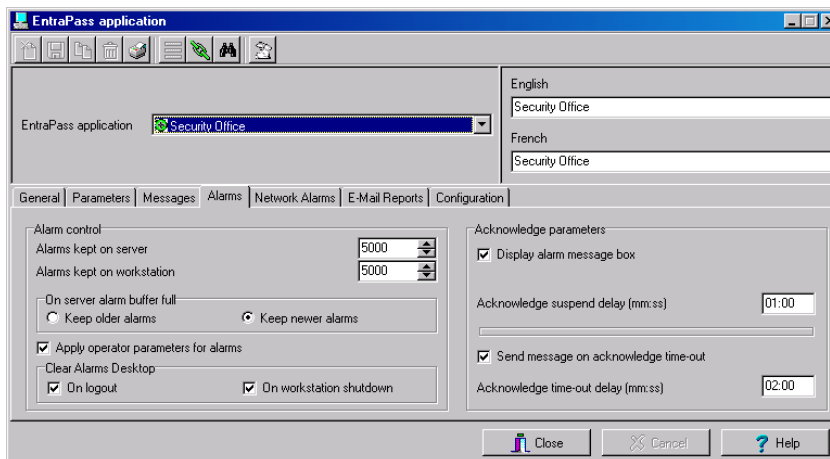 EntraPass application
English
Security Office
EntraPass application
Security Office
French
Security Office
General
Parameters
Messages
Alarms
Network Alarms
E-Mail Reports
Configuration
Alarm control
Alarms kept on server
5000
Alarms kept on workstation
5000
On server alarm buffer full
Keep older alarms
Keep newer alarms
Apply operator parameters for alarms
Clear Alarms Desktop
On logout
On workstation shutdown
Acknowledge parameters
Display alarm message box
Acknowledge suspend delay (mm:ss)
01:00
Send message on acknowledge time-out
Acknowledge time-out delay (mm:ss)
02:00
Close
Cancel
Help